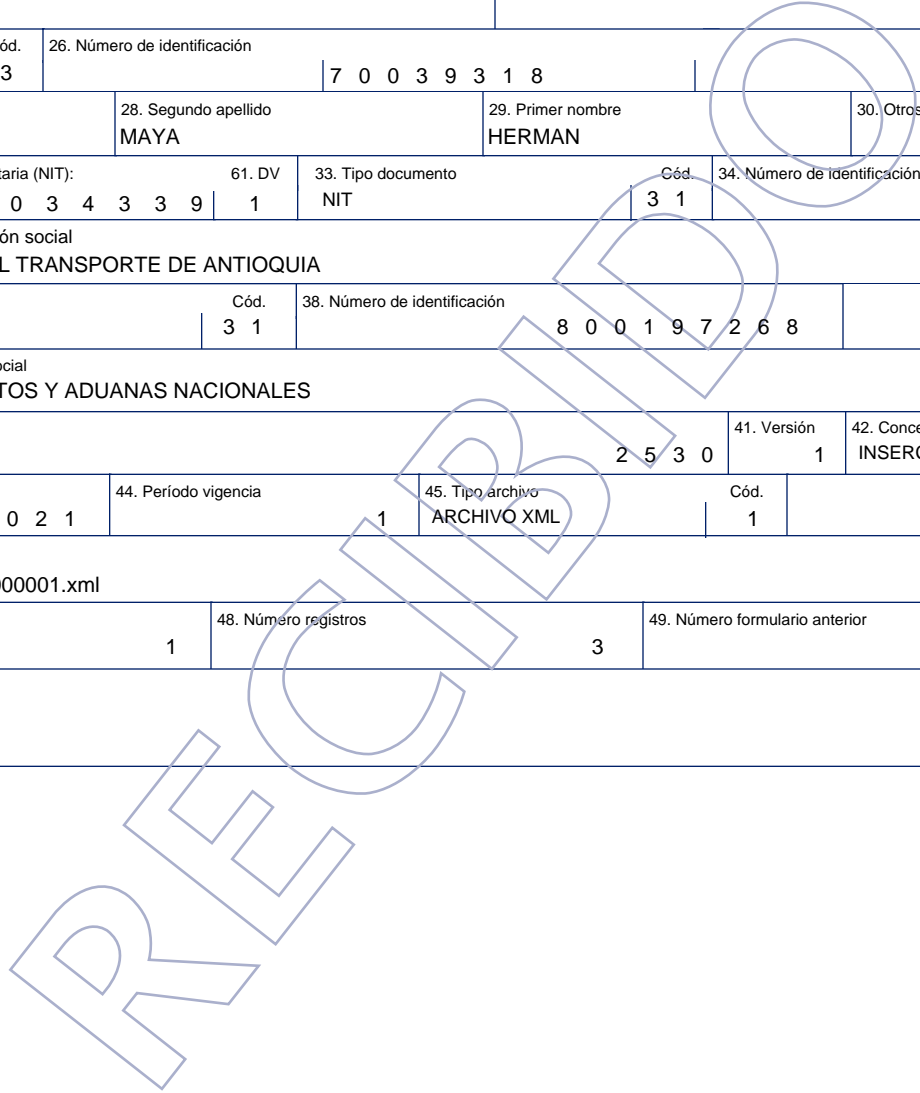 ód. 26. Número de identificación
3 7 0 0 3 9 3 1 8
28. Segundo apellido 29. Primer nombre 30. Otros
MAYA HERMAN
taria (NIT): 61. DV 33. Tipo documento Cód. 34. Número de identificación
0 3 4 3 3 9 1 NIT 3 1
ón social
L TRANSPORTE DE ANTIOQUIA
Cód. 38. Número de identificación
3 1 8 0 0 1 9 7 2 6 8
ocial
TOS Y ADUANAS NACIONALES
41. Versión 42. Conce
2 5 3 0 1 INSERC
44. Período vigencia 45. Tipo archivo Cód.
0 2 1 1 ARCHIVO XML 1
000001.xml
48. Número registros 49. Número formulario anterior
1 3
RECIBIDO